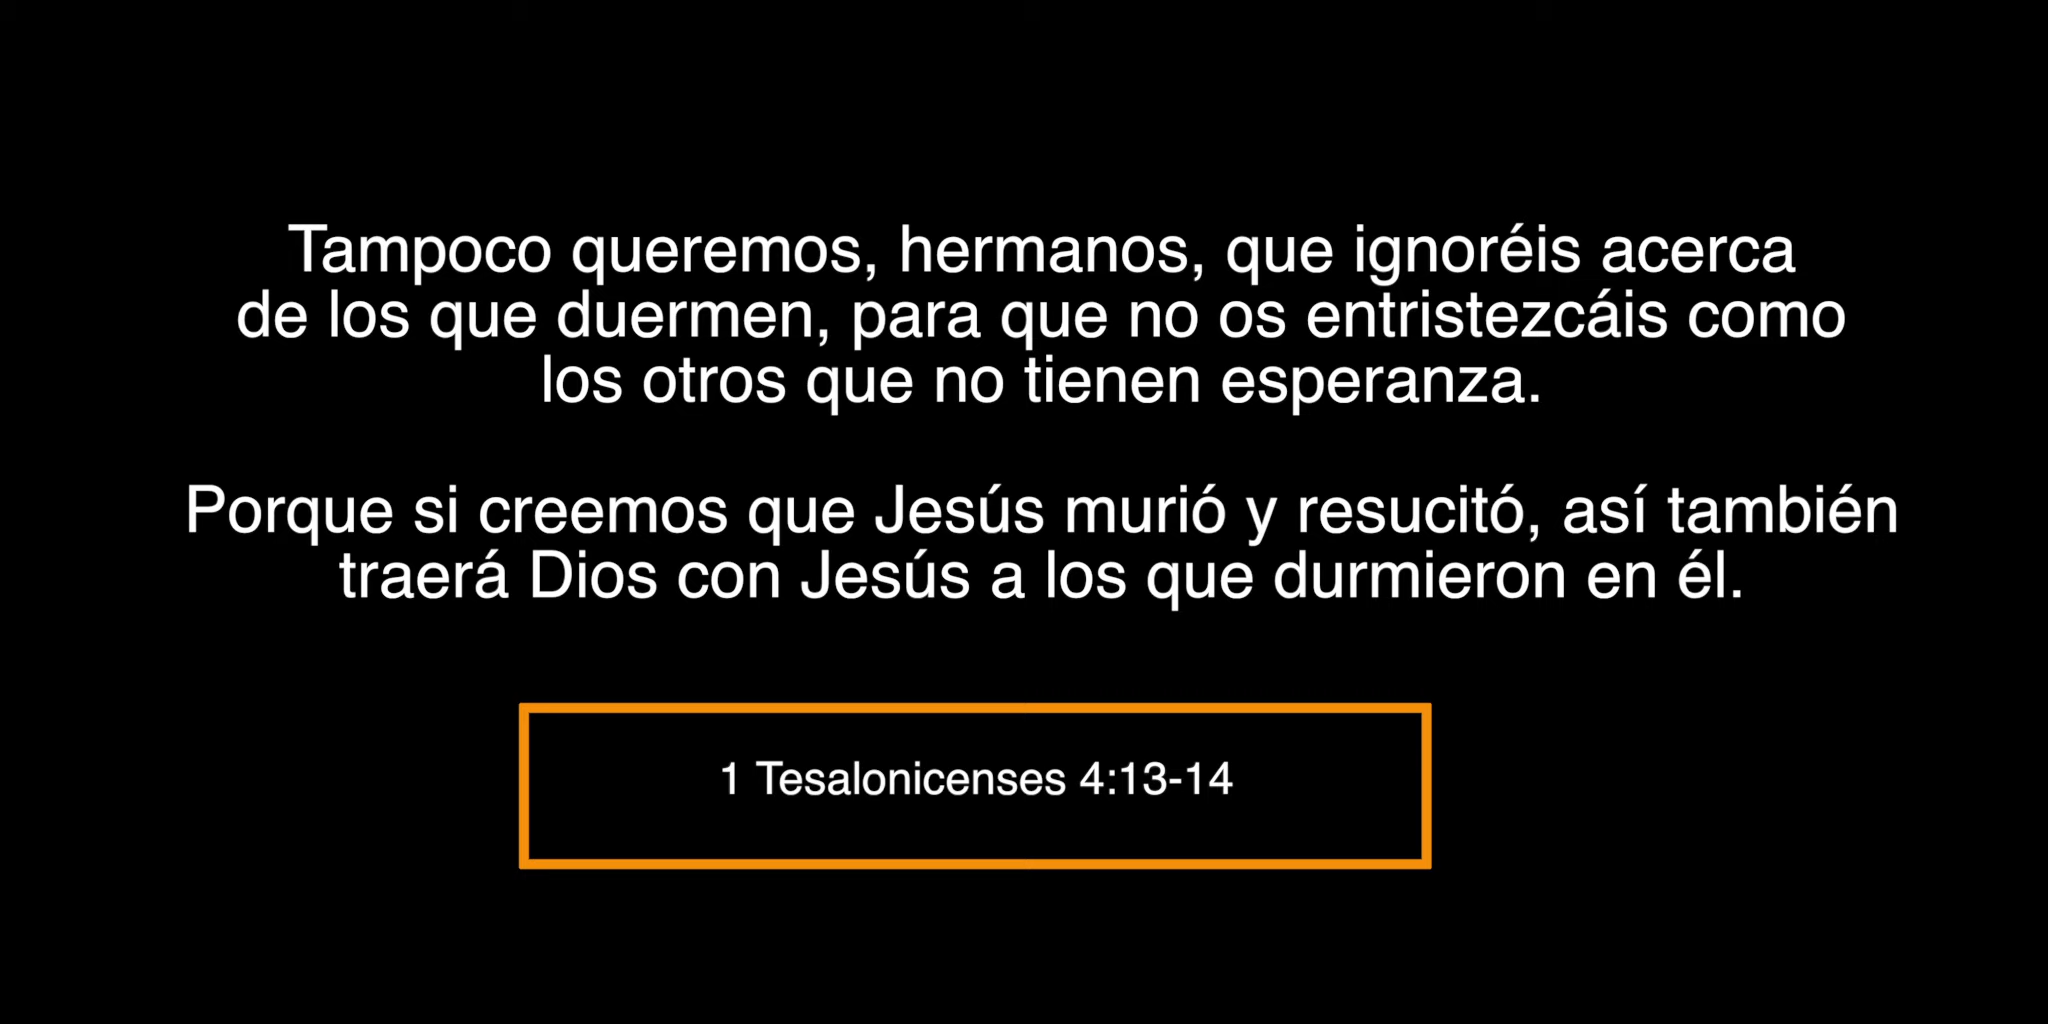 Tampoco queremos, hermanos, que ignoréis acerca
de los que duermen, para que no os entristezcáis como
los otros que no tienen esperanza.
Porque si creemos que Jesús murió y resucitó, así también
traerá Dios con Jesús a los que durmieron en él.
1 Tesalonicenses 4:13-14